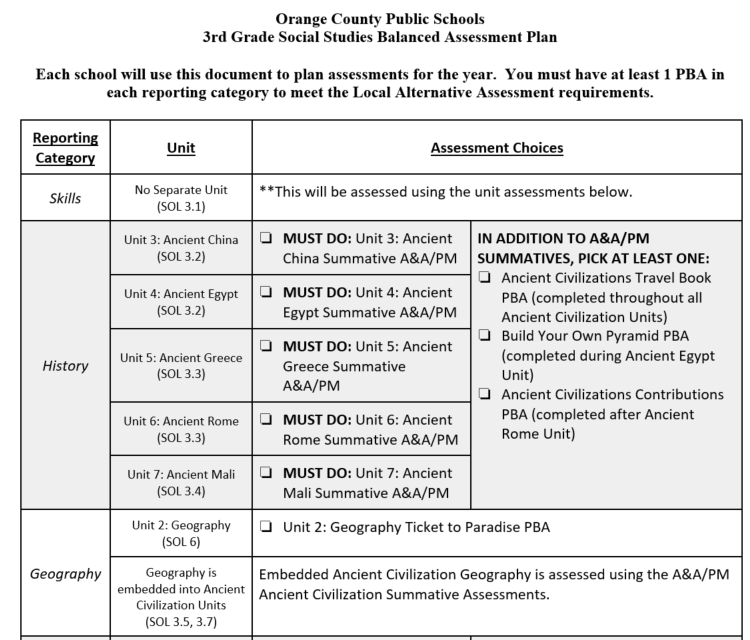 Orange County Public Schools
3rd Grade Social Studies Balanced Assessment Plan
Each school will use this document to plan assessments for the year. You must have at least 1 PBA in
each reporting category to meet the Local Alternative Assessment requirements.
Reporting
Category
Unit
Assessment Choices
Skills
No Separate Unit
(SOL 3.1)
**This will be assessed using the unit assessments below.
History
Unit 3: Ancient China
(SOL 3.2)
❏ MUST DO: Unit 3: Ancient
China Summative A&A/PM
Unit 4: Ancient Egypt
(SOL 3.2)
❏ MUST DO: Unit 4: Ancient
Egypt Summative A&A/PM
Unit 5: Ancient Greece
(SOL 3.3)
❏ MUST DO: Unit 5: Ancient
Greece Summative
A&A/PM
Unit 6: Ancient Rome
(SOL 3.3)
❏ MUST DO: Unit 6: Ancient
Rome Summative A&A/PM
Unit 7: Ancient Mali
(SOL 3.4)
❏ MUST DO: Unit 7: Ancient
Mali Summative A&A/PM
IN ADDITION TO A&A/PM
SUMMATIVES, PICK AT LEAST ONE:
❏ Ancient Civilizations Travel Book
PBA (completed throughout all
Ancient Civilization Units)
❏ Build Your Own Pyramid PBA
(completed during Ancient Egypt
Unit)
❏ Ancient Civilizations Contributions
PBA (completed after Ancient
Rome Unit)
Geography
Unit 2: Geography
(SOL 6)
❏ Unit 2: Geography Ticket to Paradise PBA
Geography is
embedded into Ancient
Civilization Units
(SOL 3.5, 3.7)
Embedded Ancient Civilization Geography is assessed using the A&A/PM
Ancient Civilization Summative Assessments.